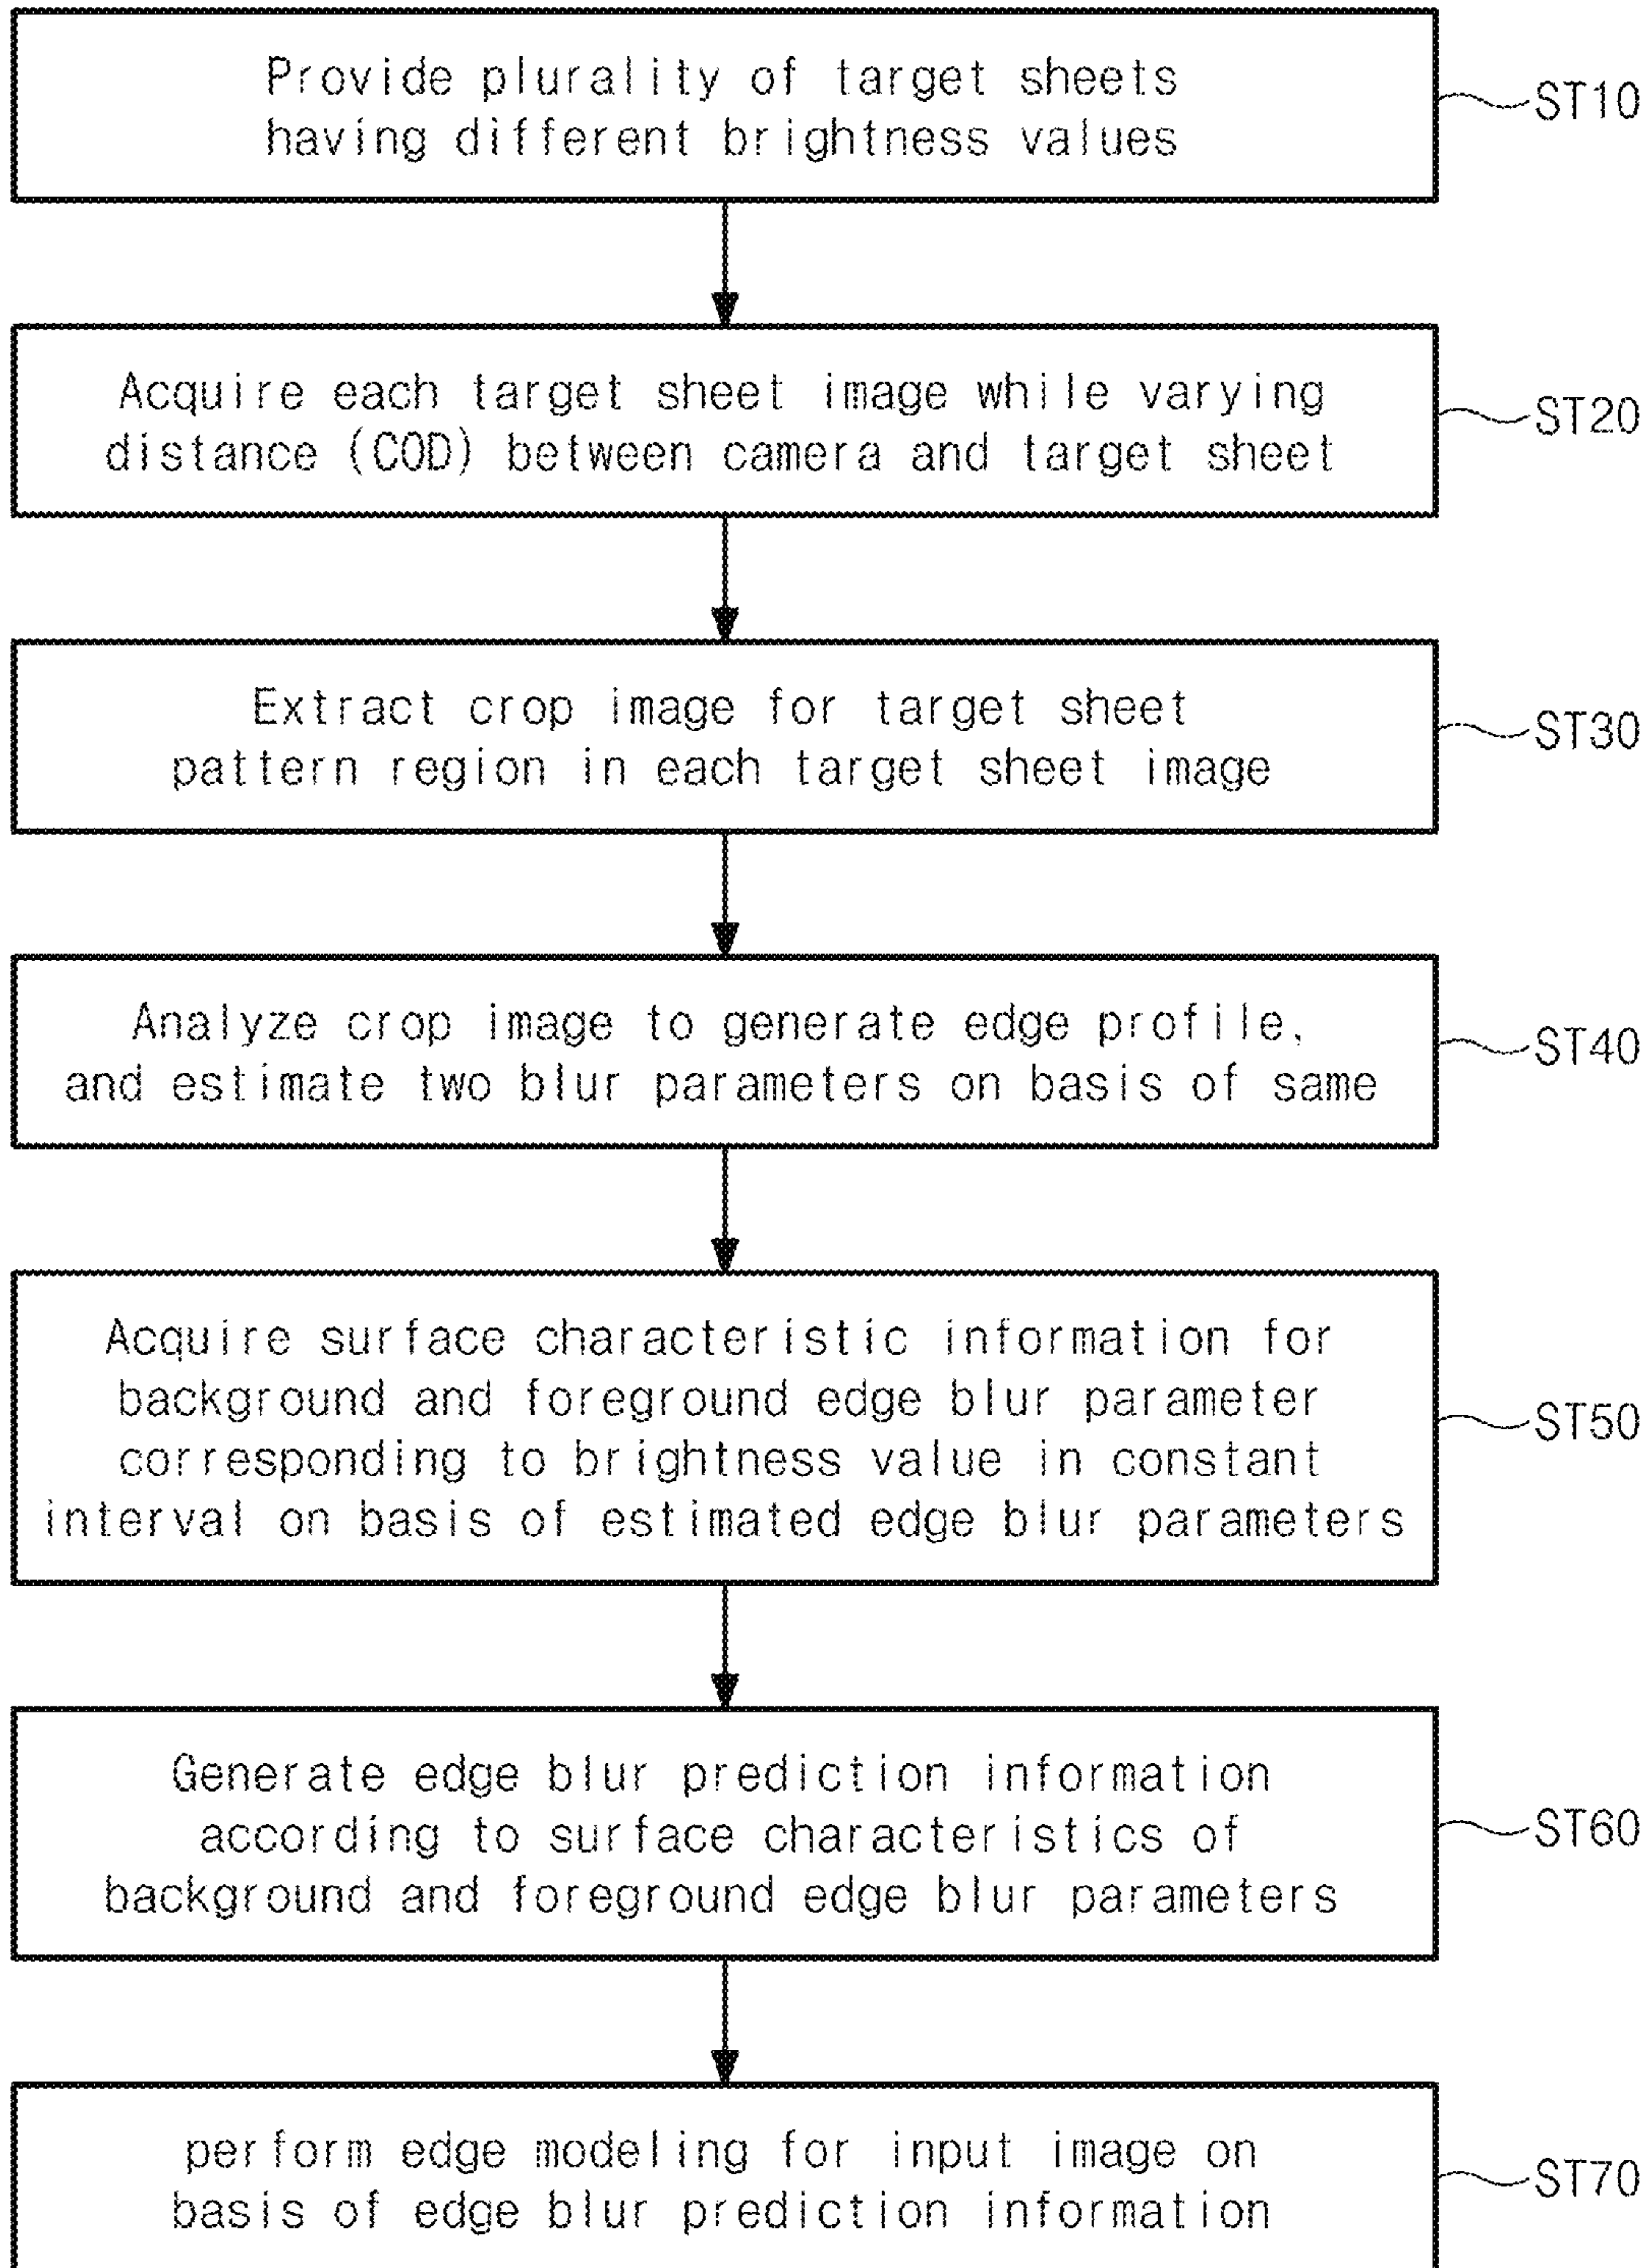 Provide plurality of target sheets
having different brightness values
ST10
Acquire each target sheet image while varying
distance (COD) between camera and target sheet
ST20
Extract crop image for target sheet
pattern region in each target sheet image
ST30
Analyze crop image to generate edge profile,
and estimate two blur parameters on basis of same
ST40
Acquire surface characteristic information for
background and foreground edge blur parameter
corresponding to brightness value in constant
interval on basis of estimated edge blur parameters
ST50
Generate edge blur prediction information
according to surface characteristics of
background and foreground edge blur parameters
ST60
perform edge modeling for input image on
basis of edge blur prediction information
ST70